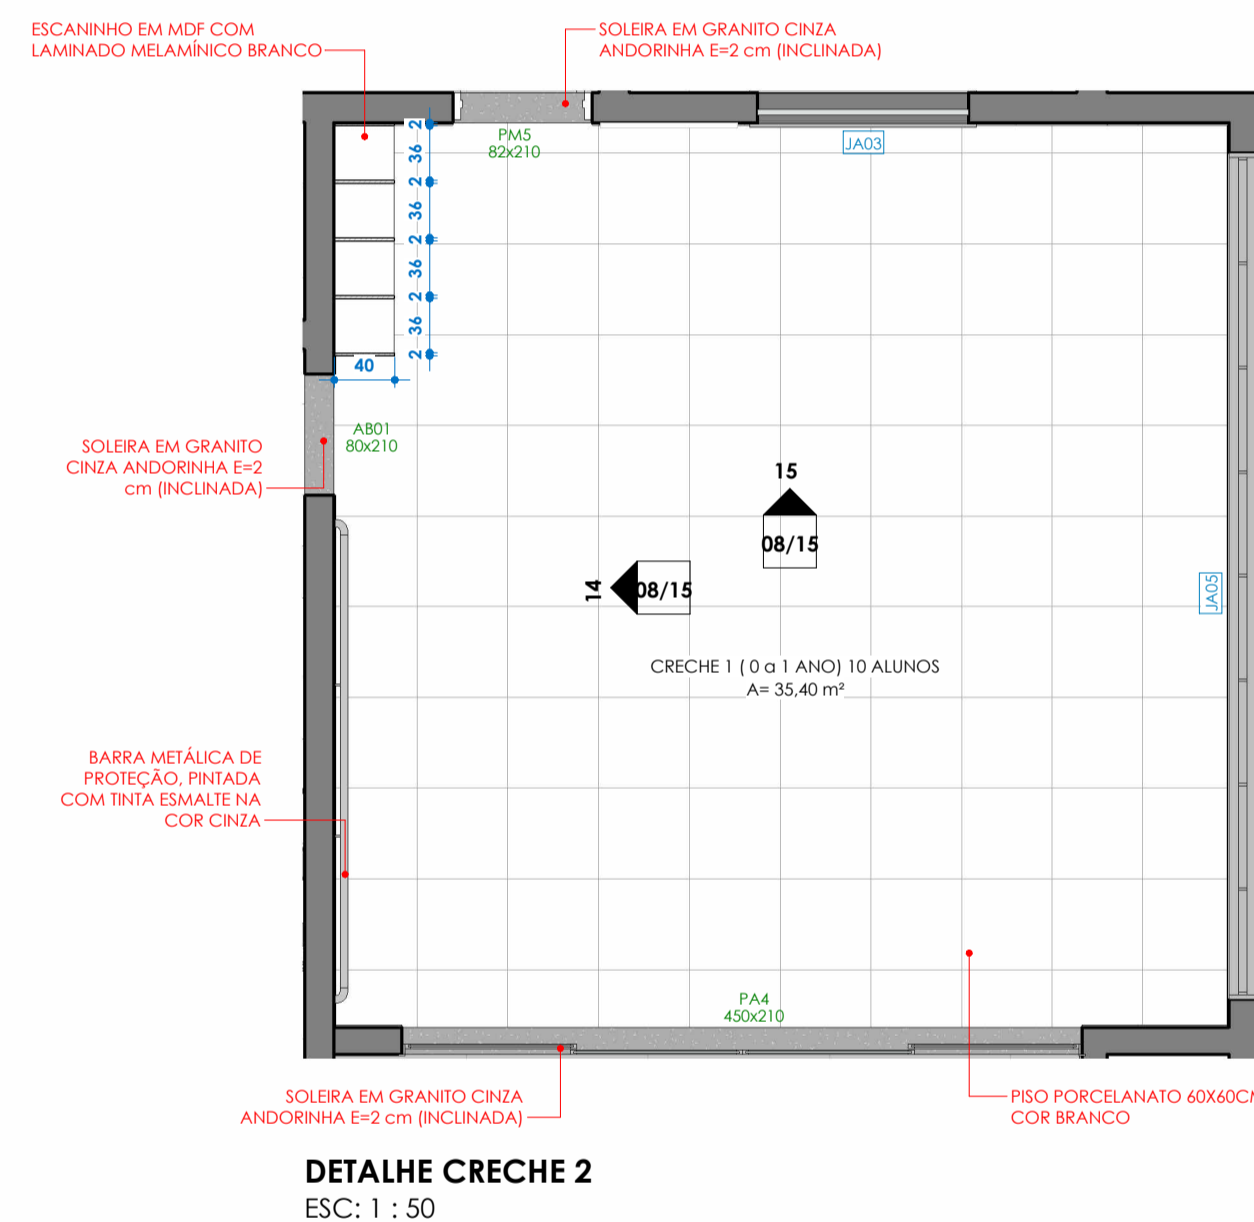 ESCANINHO EM MDF COM
LAMINADO MELAMÍNICO BRANCO
SOLEIRA EM GRANITO CINZA
ANDORINHA E=2 cm (INCLINADA)
PM5
82x210
JA03
2
36
2
36
2
36
2
36
2
40
AB01
80x210
SOLEIRA EM GRANITO
CINZA ANDORINHA E=2
cm (INCLINADA)
15
08/15
14
08/15
JA05
CRECHE 1 ( 0 a 1 ANO) 10 ALUNOS
A= 35,40 m²
BARRA METÁLICA DE
PROTEÇÃO, PINTADA
COM TINTA ESMALTE NA
COR CINZA
PA4
450x210
SOLEIRA EM GRANITO CINZA
ANDORINHA E=2 cm (INCLINADA)
PISO PORCELANATO 60X60CM
COR BRANCO
DETALHE CRECHE 2
ESC: 1 : 50